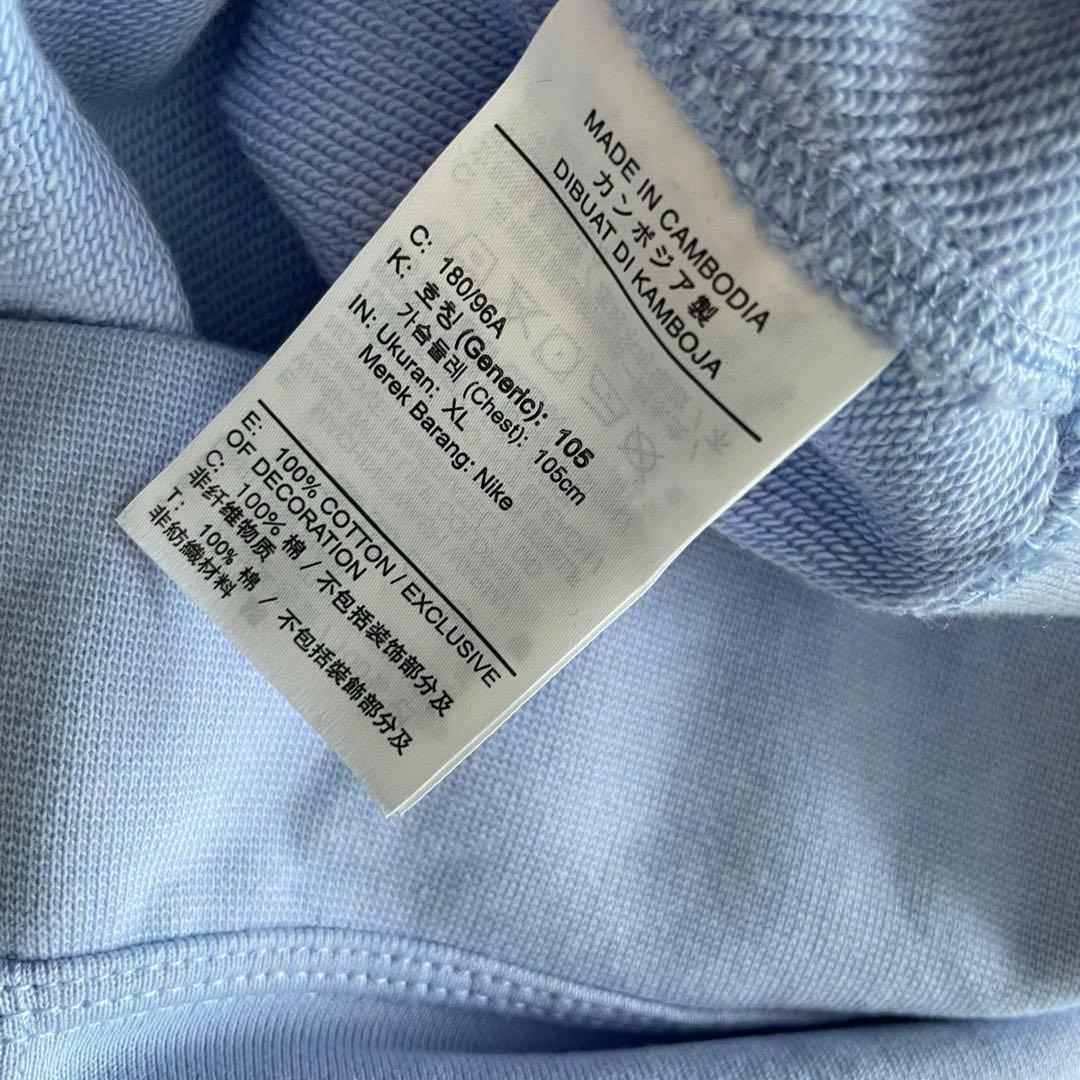 MADE IN CAMBODIA
カンボジア製
DIBUAT DI KAMBOJA
C: 180/96A
K: 호칭 (Generic): 105
가슴둘레 (Chest): 105cm
IN: Ukuran: XL
Merek Barang: Nike
E: 100% COTTON / EXCLUSIVE
OF DECORATION
C: 100% 棉 / 不包括装饰部分及
非纤维物质
T: 100% 棉 / 不包括裝飾部分及
非紡織材料